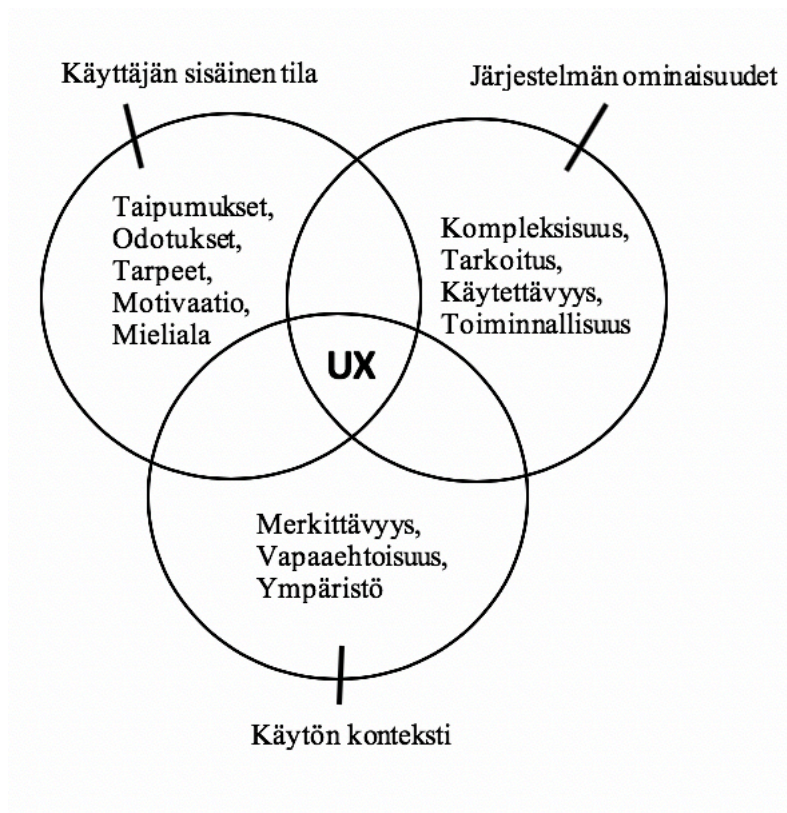 Käyttäjän sisäinen tila
Järjestelmän ominaisuudet
Taipumukset,
Odotukset,
Tarpeet,
Motivaatio,
Mieliala
Kompleksisuus,
Tarkoitus,
Käytettävyys,
Toiminnallisuus
UX
Merkittävyys,
Vapaaehtoisuus,
Ympäristö
Käytön konteksti